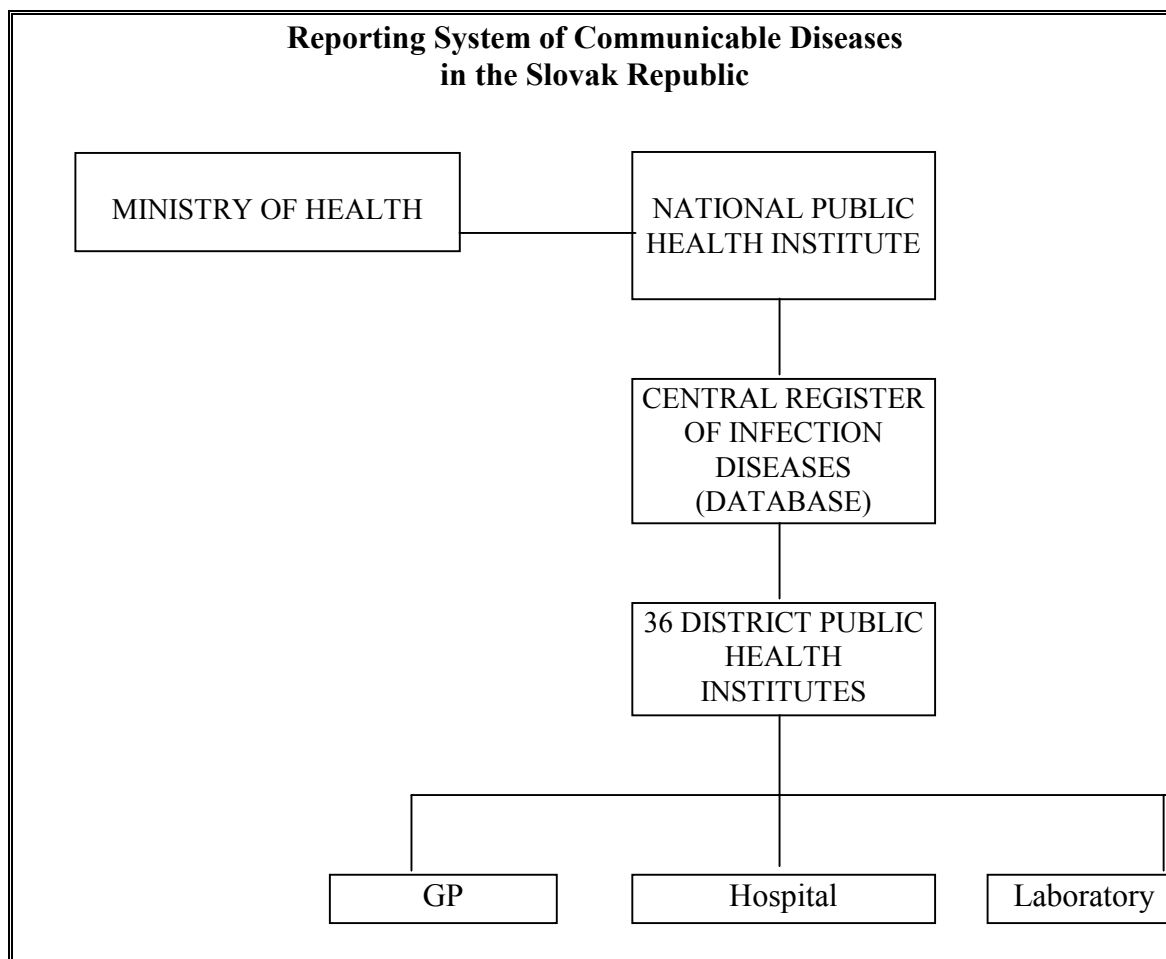 Reporting System of Communicable Diseases
in the Slovak Republic
MINISTRY OF HEALTH
NATIONAL PUBLIC
HEALTH INSTITUTE
CENTRAL REGISTER
OF INFECTION
DISEASES
(DATABASE)
36 DISTRICT PUBLIC
HEALTH
INSTITUTES
GP
Hospital
Laboratory